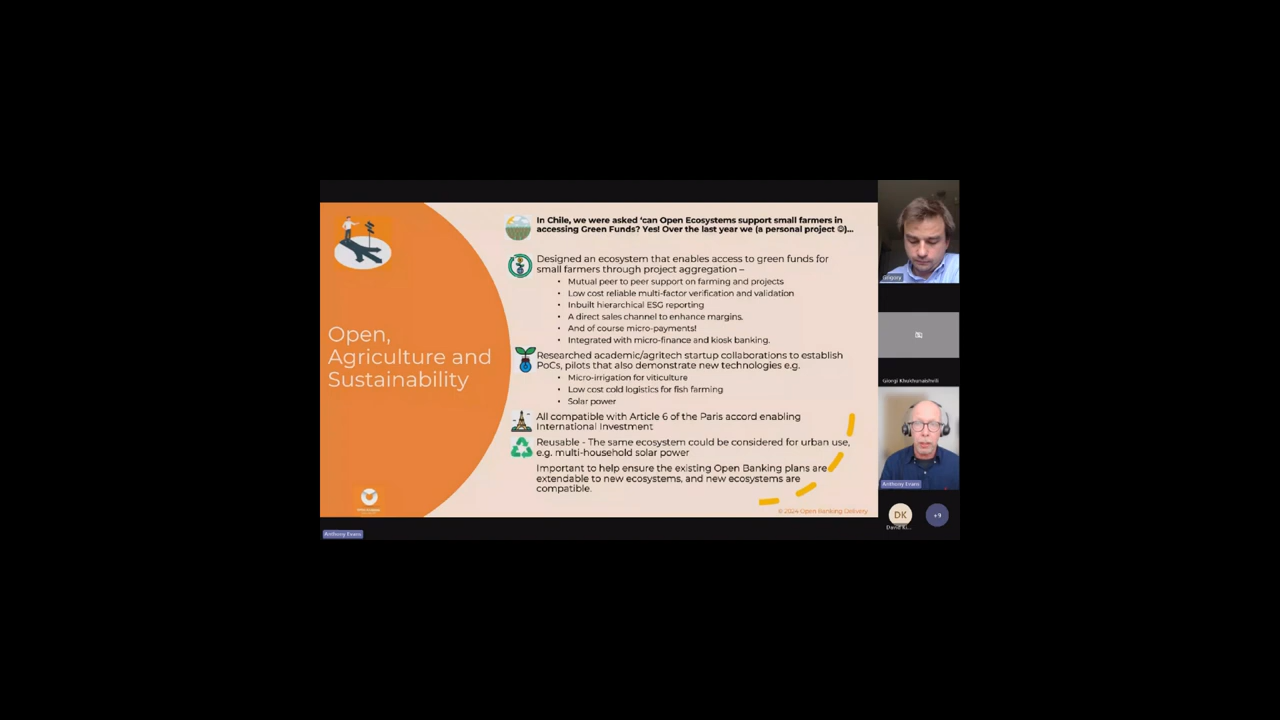 Open,
Agriculture and
Sustainability
In Chile, we were asked 'can Open Ecosystems support small farmers in
accessing Green Funds? Yes! Over the last year we (a personal project ☺)...
Designed an ecosystem that enables access to green funds for
small farmers through project aggregation –
• Mutual peer to peer support on farming and projects
• Low cost reliable multi-factor verification and validation
• Inbuilt hierarchical ESG reporting
• A direct sales channel to enhance margins.
• And of course micro-payments!
• Integrated with micro-finance and kiosk banking.
Researched academic/agritech startup collaborations to establish
PoCs, pilots that also demonstrate new technologies e.g.
• Micro-irrigation for viticulture
• Low cost cold logistics for fish farming
• Solar power
All compatible with Article 6 of the Paris accord enabling
International Investment
Reusable - The same ecosystem could be considered for urban use,
e.g. multi-household solar power
Important to help ensure the existing Open Banking plans are
extendable to new ecosystems, and new ecosystems are
compatible.
© 2024 Open Banking Delivery
Anthony Evans
Grigory
Giorgi
Anthony Evans
DK
+9
David Ki...